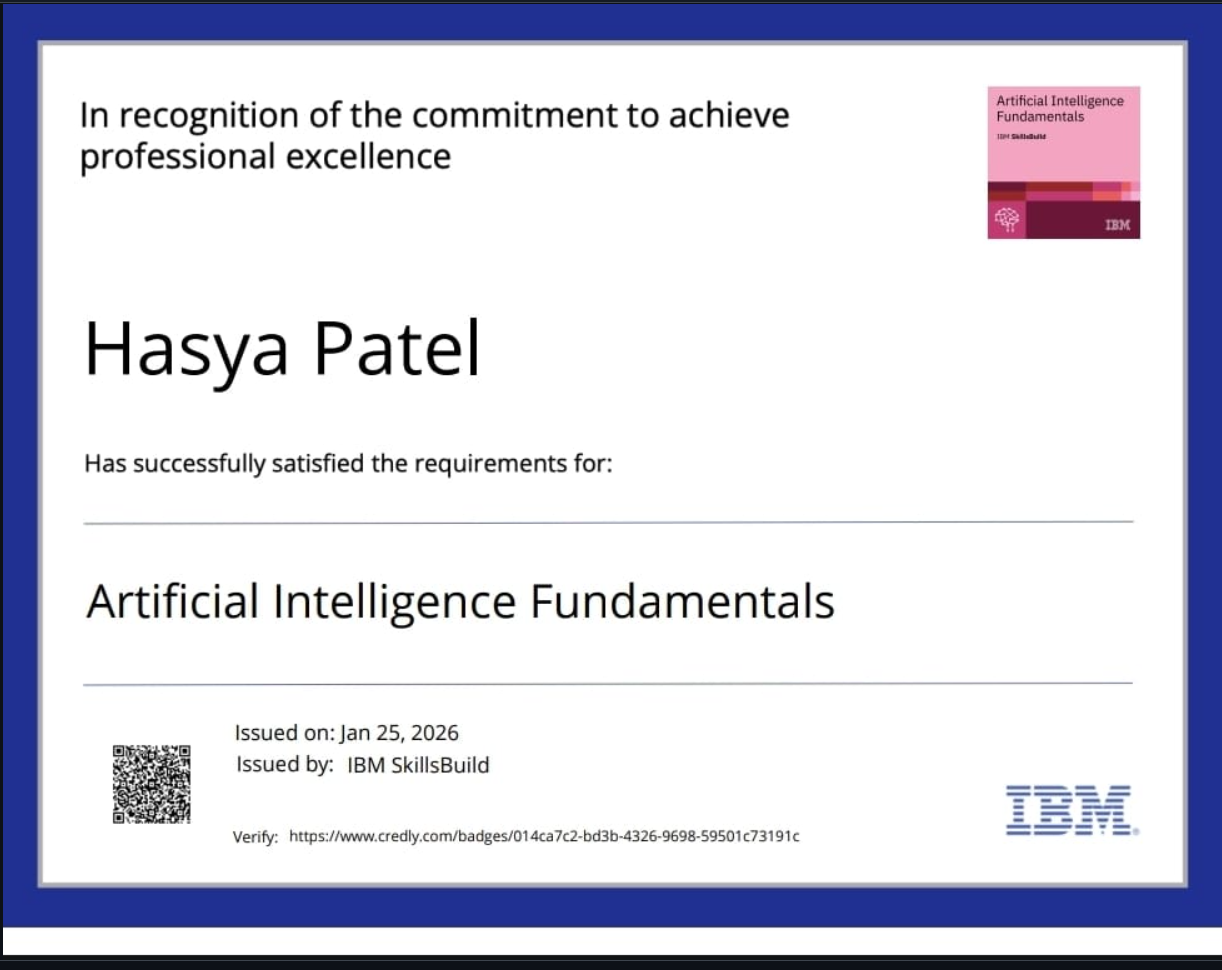 In recognition of the commitment to achieve
professional excellence
Artificial Intelligence
Fundamentals
IBM SkillsBuild
IBM
Hasya Patel
Has successfully satisfied the requirements for:
Artificial Intelligence Fundamentals
Issued on: Jan 25, 2026
Issued by: IBM SkillsBuild
Verify: https://www.credly.com/badges/014ca7c2-bd3b-4326-9698-59501c73191c
IBM®